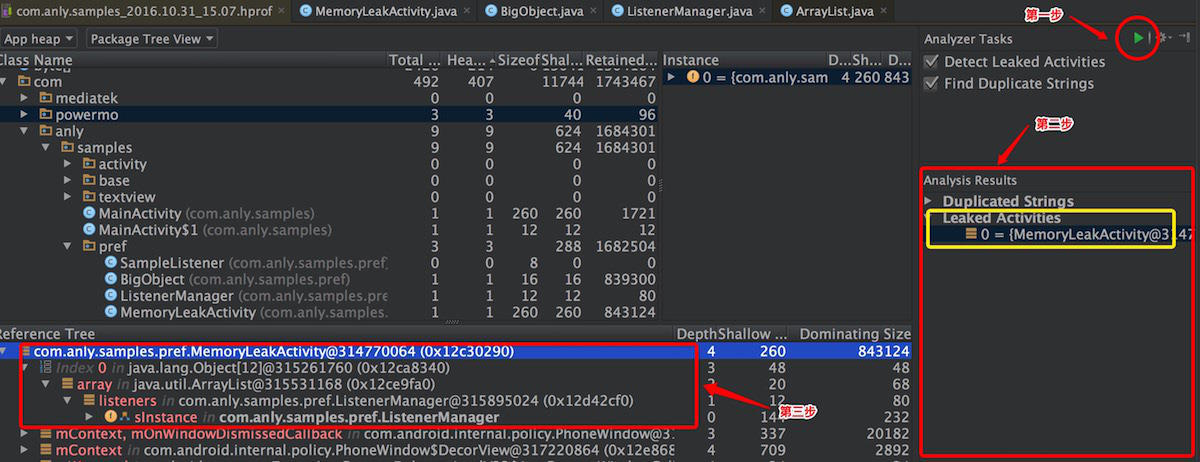 com.anly.samples_2016.10.31_15.07.hprof MemoryLeakActivity.java BigObject.java ListenerManager.java ArrayList.java
第一步
App heap Package Tree View
Analyzer Tasks
Class Name Total ... Hea... Sizeof Shal... Retained...
Instance D... Sh... D...
0 = {com.anly.sam 4 260 843
Detect Leaked Activities
Find Duplicate Strings
com 492 407 11744 1743467
mediatek 0 0 0 0
powermo 3 3 40 96
anly 9 9 624 1684301
samples 9 9 624 1684301
activity 0 0 0 0
base 0 0 0 0
textview 0 0 0 0
MainActivity (com.anly.samples) 1 1 260 260 1721
MainActivity$1 (com.anly.samples) 1 1 12 12 12
pref 3 3 288 1682504
SampleListener (com.anly.samples.pref) 0 0 8 0 0
BigObject (com.anly.samples.pref) 1 1 16 16 839300
ListenerManager (com.anly.samples.pre 1 1 12 12 80
MemoryLeakActivity (com.anly.samples 1 1 260 260 843124
第二步
Analysis Results
Duplicated Strings
Leaked Activities
0 = {MemoryLeakActivity@3147
Reference Tree Depth Shallow ... Dominating Size
com.anly.samples.pref.MemoryLeakActivity@314770064 (0x12c30290) 4 260 843124
Index 0 in java.lang.Object[12]@315261760 (0x12ca8340) 3 48 48
array in java.util.ArrayList@315531168 (0x12ce9fa0) 20 68
listeners in com.anly.samples.pref.ListenerManager@315895024 (0x12d42cf0) 1 12 80
sInstance in com.anly.samples.pref.ListenerManager 0 144 232
第三步
mContext, mOnWindowDismissedCallback in com.android.internal.policy.PhoneWindow@3 3 337 20182
mContext in com.android.internal.policy.PhoneWindow$DecorView@317220864 (0x12e868 4 709 2892